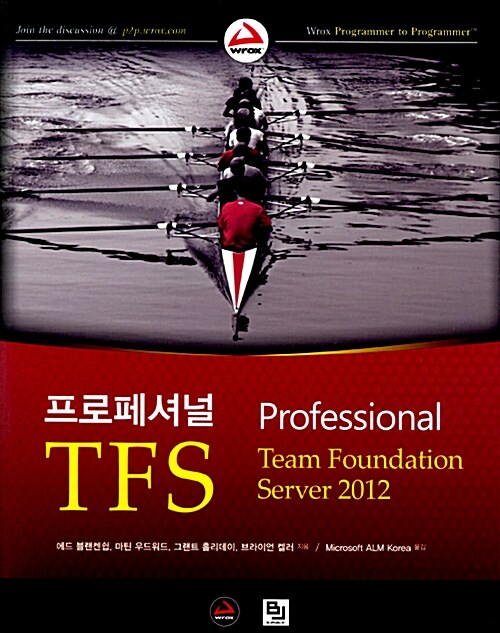 Join the discussion @ p2p.wrox.com
Wrox Programmer to Programmer™
wrox
프로페셔널
TFS
Professional
Team Foundation
Server 2012
에드 블랜켄쉽, 마틴 우드워드, 그랜트 홀리데이, 브라이언 켈러 지음 / Microsoft ALM Korea 옮김
wrox
BJ